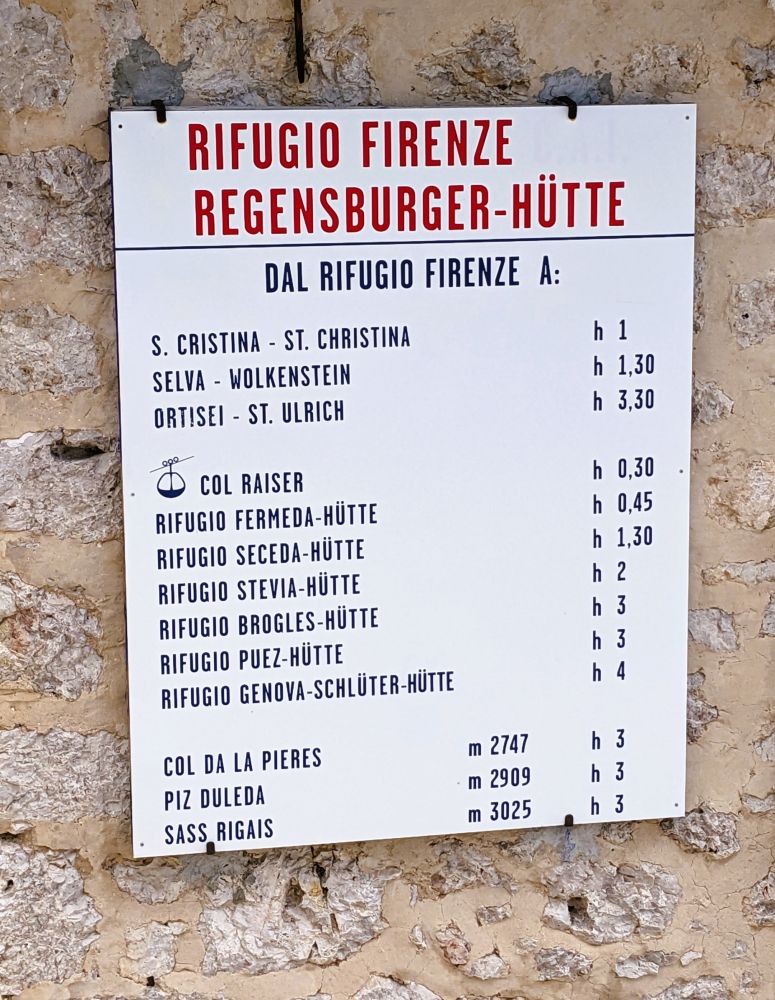 RIFUGIO FIRENZE
REGENSBURGER-HÜTTE
DAL RIFUGIO FIRENZE A:
S. CRISTINA - ST. CHRISTINA h 1
SELVA - WOLKENSTEIN h 1,30
ORTISEI - ST. ULRICH h 3,30
COL RAISER h 0,30
RIFUGIO FERMEDA-HÜTTE h 0,45
RIFUGIO SECEDA-HÜTTE h 1,30
RIFUGIO STEVIA-HÜTTE h 2
RIFUGIO BROGLES-HÜTTE h 3
RIFUGIO PUEZ-HÜTTE h 3
RIFUGIO GENOVA-SCHLÜTER-HÜTTE h 4
COL DA LA PIERES m 2747 h 3
PIZ DULEDA m 2909 h 3
SASS RIGAIS m 3025 h 3